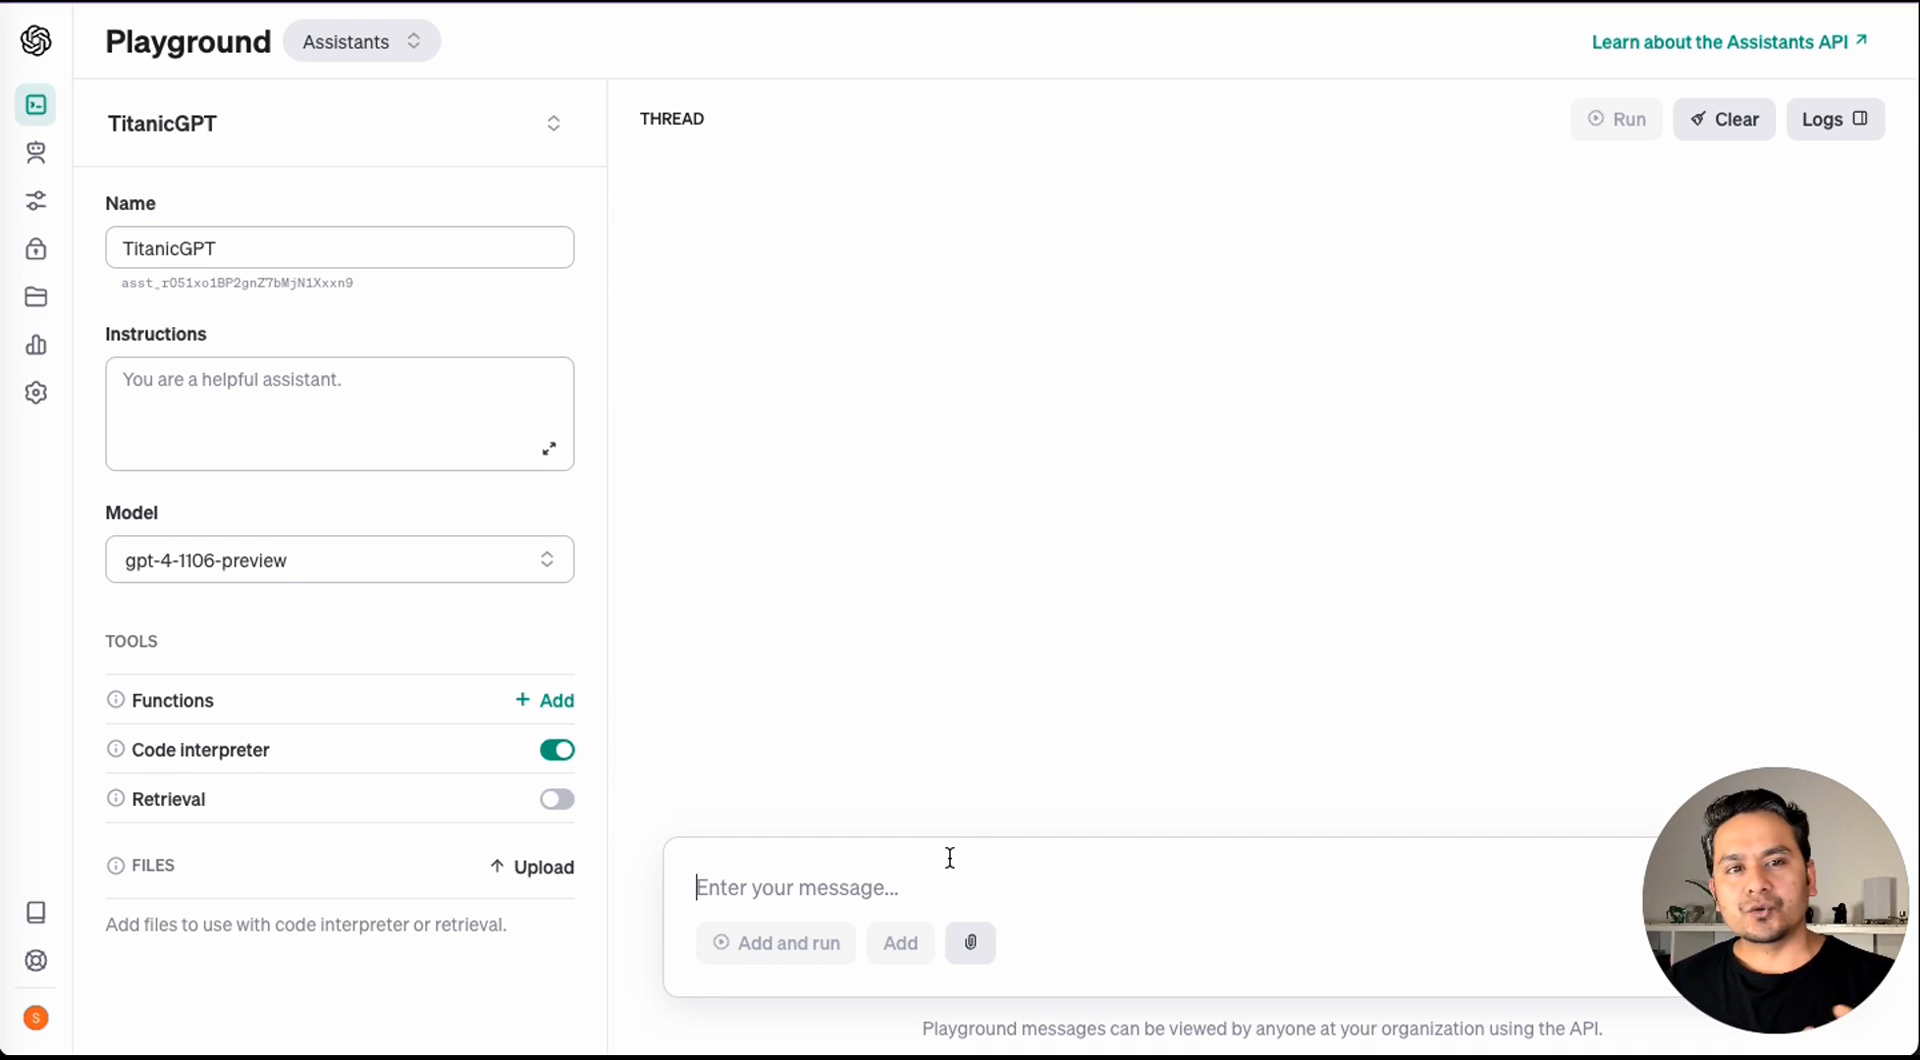 Playground
Assistants
Learn about the Assistants API
TitanicGPT
THREAD
Run
Clear
Logs
Name
TitanicGPT
asst_rO51xo1BP2gnZ7bMjN1Xxxn9
Instructions
You are a helpful assistant.
Model
gpt-4-1106-preview
TOOLS
Functions
+ Add
Code interpreter
Retrieval
FILES
Upload
Add files to use with code interpreter or retrieval.
Enter your message...
Add and run
Add
S
Playground messages can be viewed by anyone at your organization using the API.